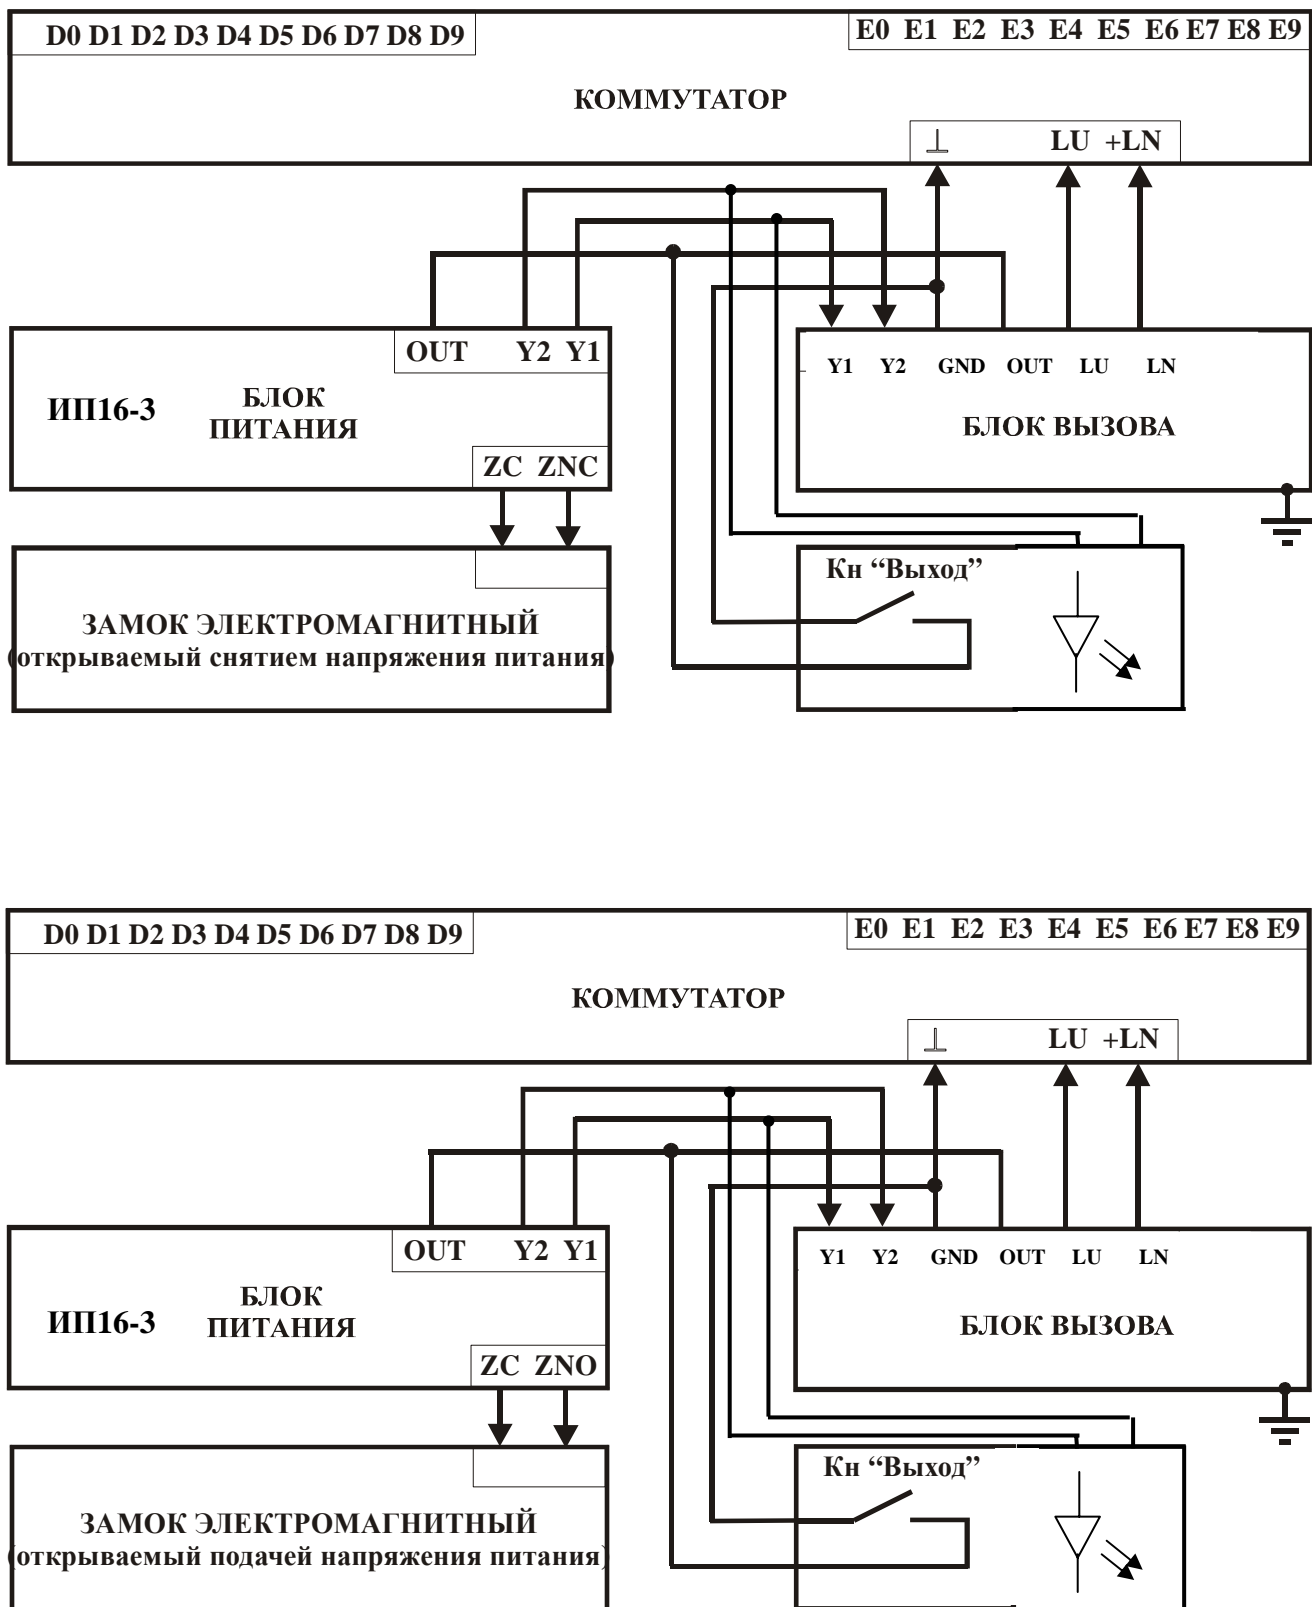 D0 D1 D2 D3 D4 D5 D6 D7 D8 D9
E0 E1 E2 E3 E4 E5 E6 E7 E8 E9
КОММУТАТОР
⊥ LU +LN
OUT Y2 Y1
Y1 Y2 GND OUT LU LN
ИП16-3
БЛОК
ПИТАНИЯ
БЛОК ВЫЗОВА
ZC ZNC
Кн “Выход”
ЗАМОК ЭЛЕКТРОМАГНИТНЫЙ
(открываемый снятием напряжения питания)
D0 D1 D2 D3 D4 D5 D6 D7 D8 D9
E0 E1 E2 E3 E4 E5 E6 E7 E8 E9
КОММУТАТОР
⊥ LU +LN
OUT Y2 Y1
Y1 Y2 GND OUT LU LN
ИП16-3
БЛОК
ПИТАНИЯ
БЛОК ВЫЗОВА
ZC ZNO
Кн “Выход”
ЗАМОК ЭЛЕКТРОМАГНИТНЫЙ
(открываемый подачей напряжения питания)